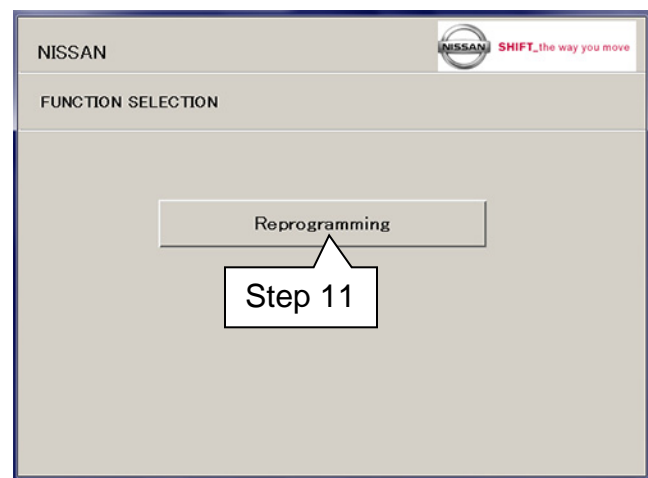 NISSAN
NISSAN SHIFT_the way you move
FUNCTION SELECTION
Reprogramming
Step 11